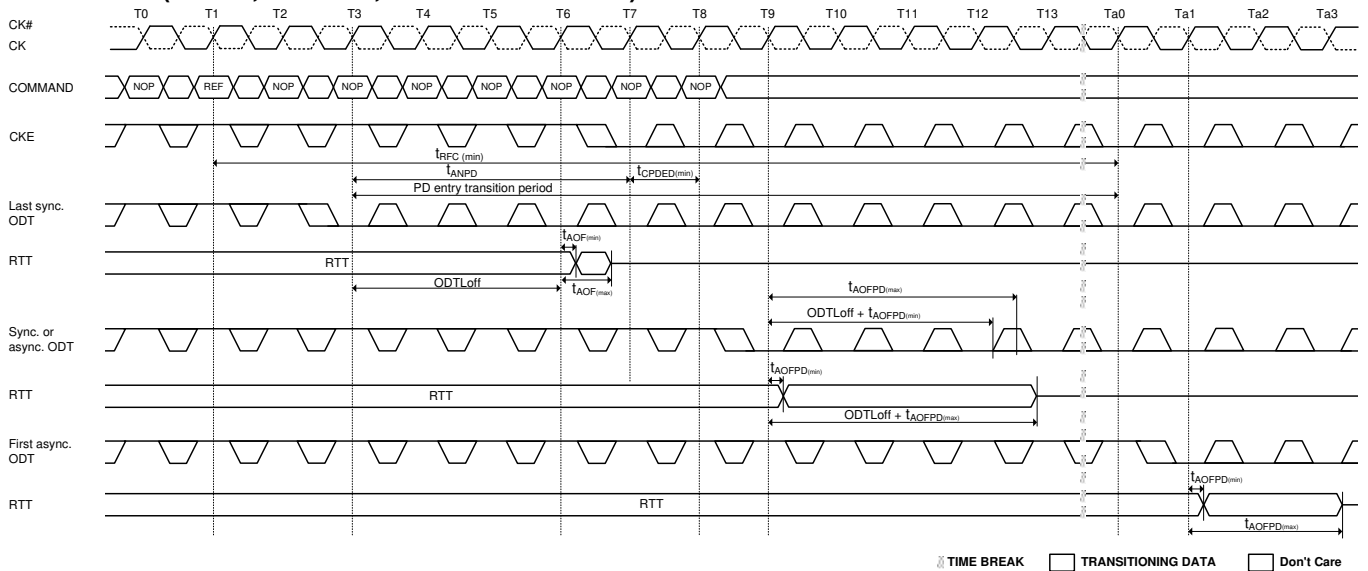 T0 T1 T2 T3 T4 T5 T6 T7 T8 T9 T10 T11 T12 T13 Ta0 Ta1 Ta2 Ta3
CK#
CK
COMMAND NOP REF NOP NOP NOP NOP NOP NOP NOP
CKE
tRFC (min)
tANPD tCPDED(min)
PD entry transition period
Last sync.
ODT
tAOF(min)
RTT RTT
ODTLoff tAOF(max)
tAOFPD(max)
ODTLoff + tAOFPD(min)
Sync. or
async. ODT
tAOFPD(min)
RTT RTT
ODTLoff + tAOFPD(max)
First async.
ODT
tAOFPD(min)
RTT RTT
tAOFPD(max)
TIME BREAK TRANSITIONING DATA Don't Care